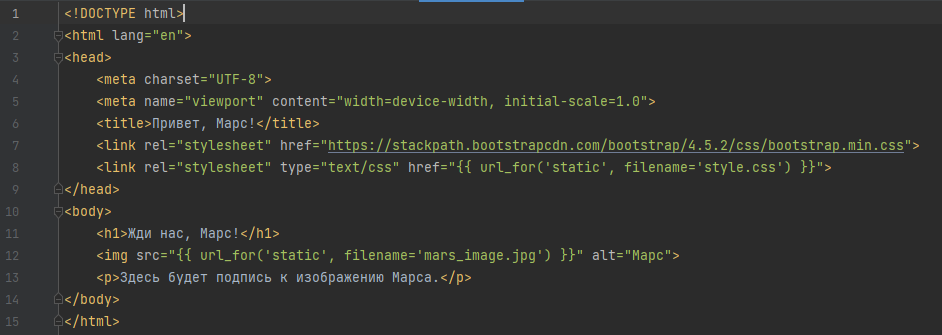 1 <!DOCTYPE html>
2 <html lang="en">
3 <head>
4     <meta charset="UTF-8">
5     <meta name="viewport" content="width=device-width, initial-scale=1.0">
6     <title>Привет, Марс!</title>
7     <link rel="stylesheet" href="https://stackpath.bootstrapcdn.com/bootstrap/4.5.2/css/bootstrap.min.css">
8     <link rel="stylesheet" type="text/css" href="{{ url_for('static', filename='style.css') }}">
9 </head>
10 <body>
11     <h1>Жди нас, Марс!</h1>
12     <img src="{{ url_for('static', filename='mars_image.jpg') }}" alt="Марс">
13     <p>Здесь будет подпись к изображению Марса.</p>
14 </body>
15 </html>